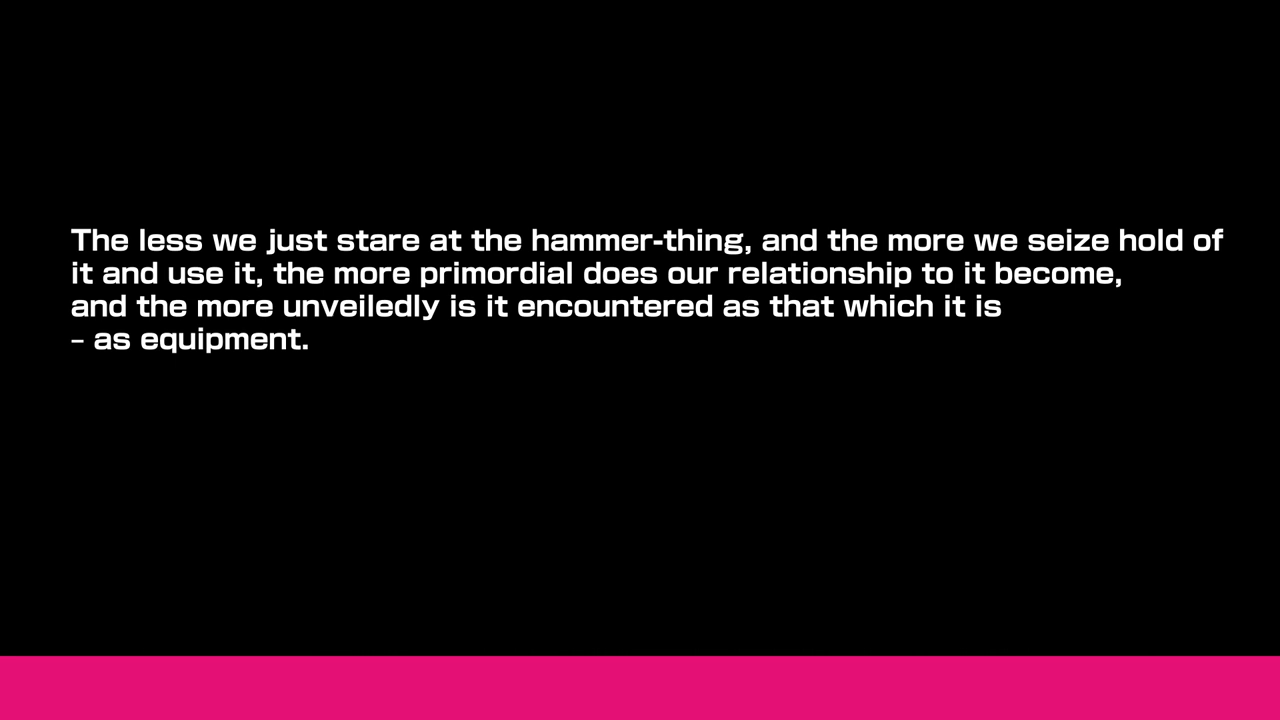 The less we just stare at the hammer-thing, and the more we seize hold of
it and use it, the more primordial does our relationship to it become,
and the more unveiledly is it encountered as that which it is
– as equipment.